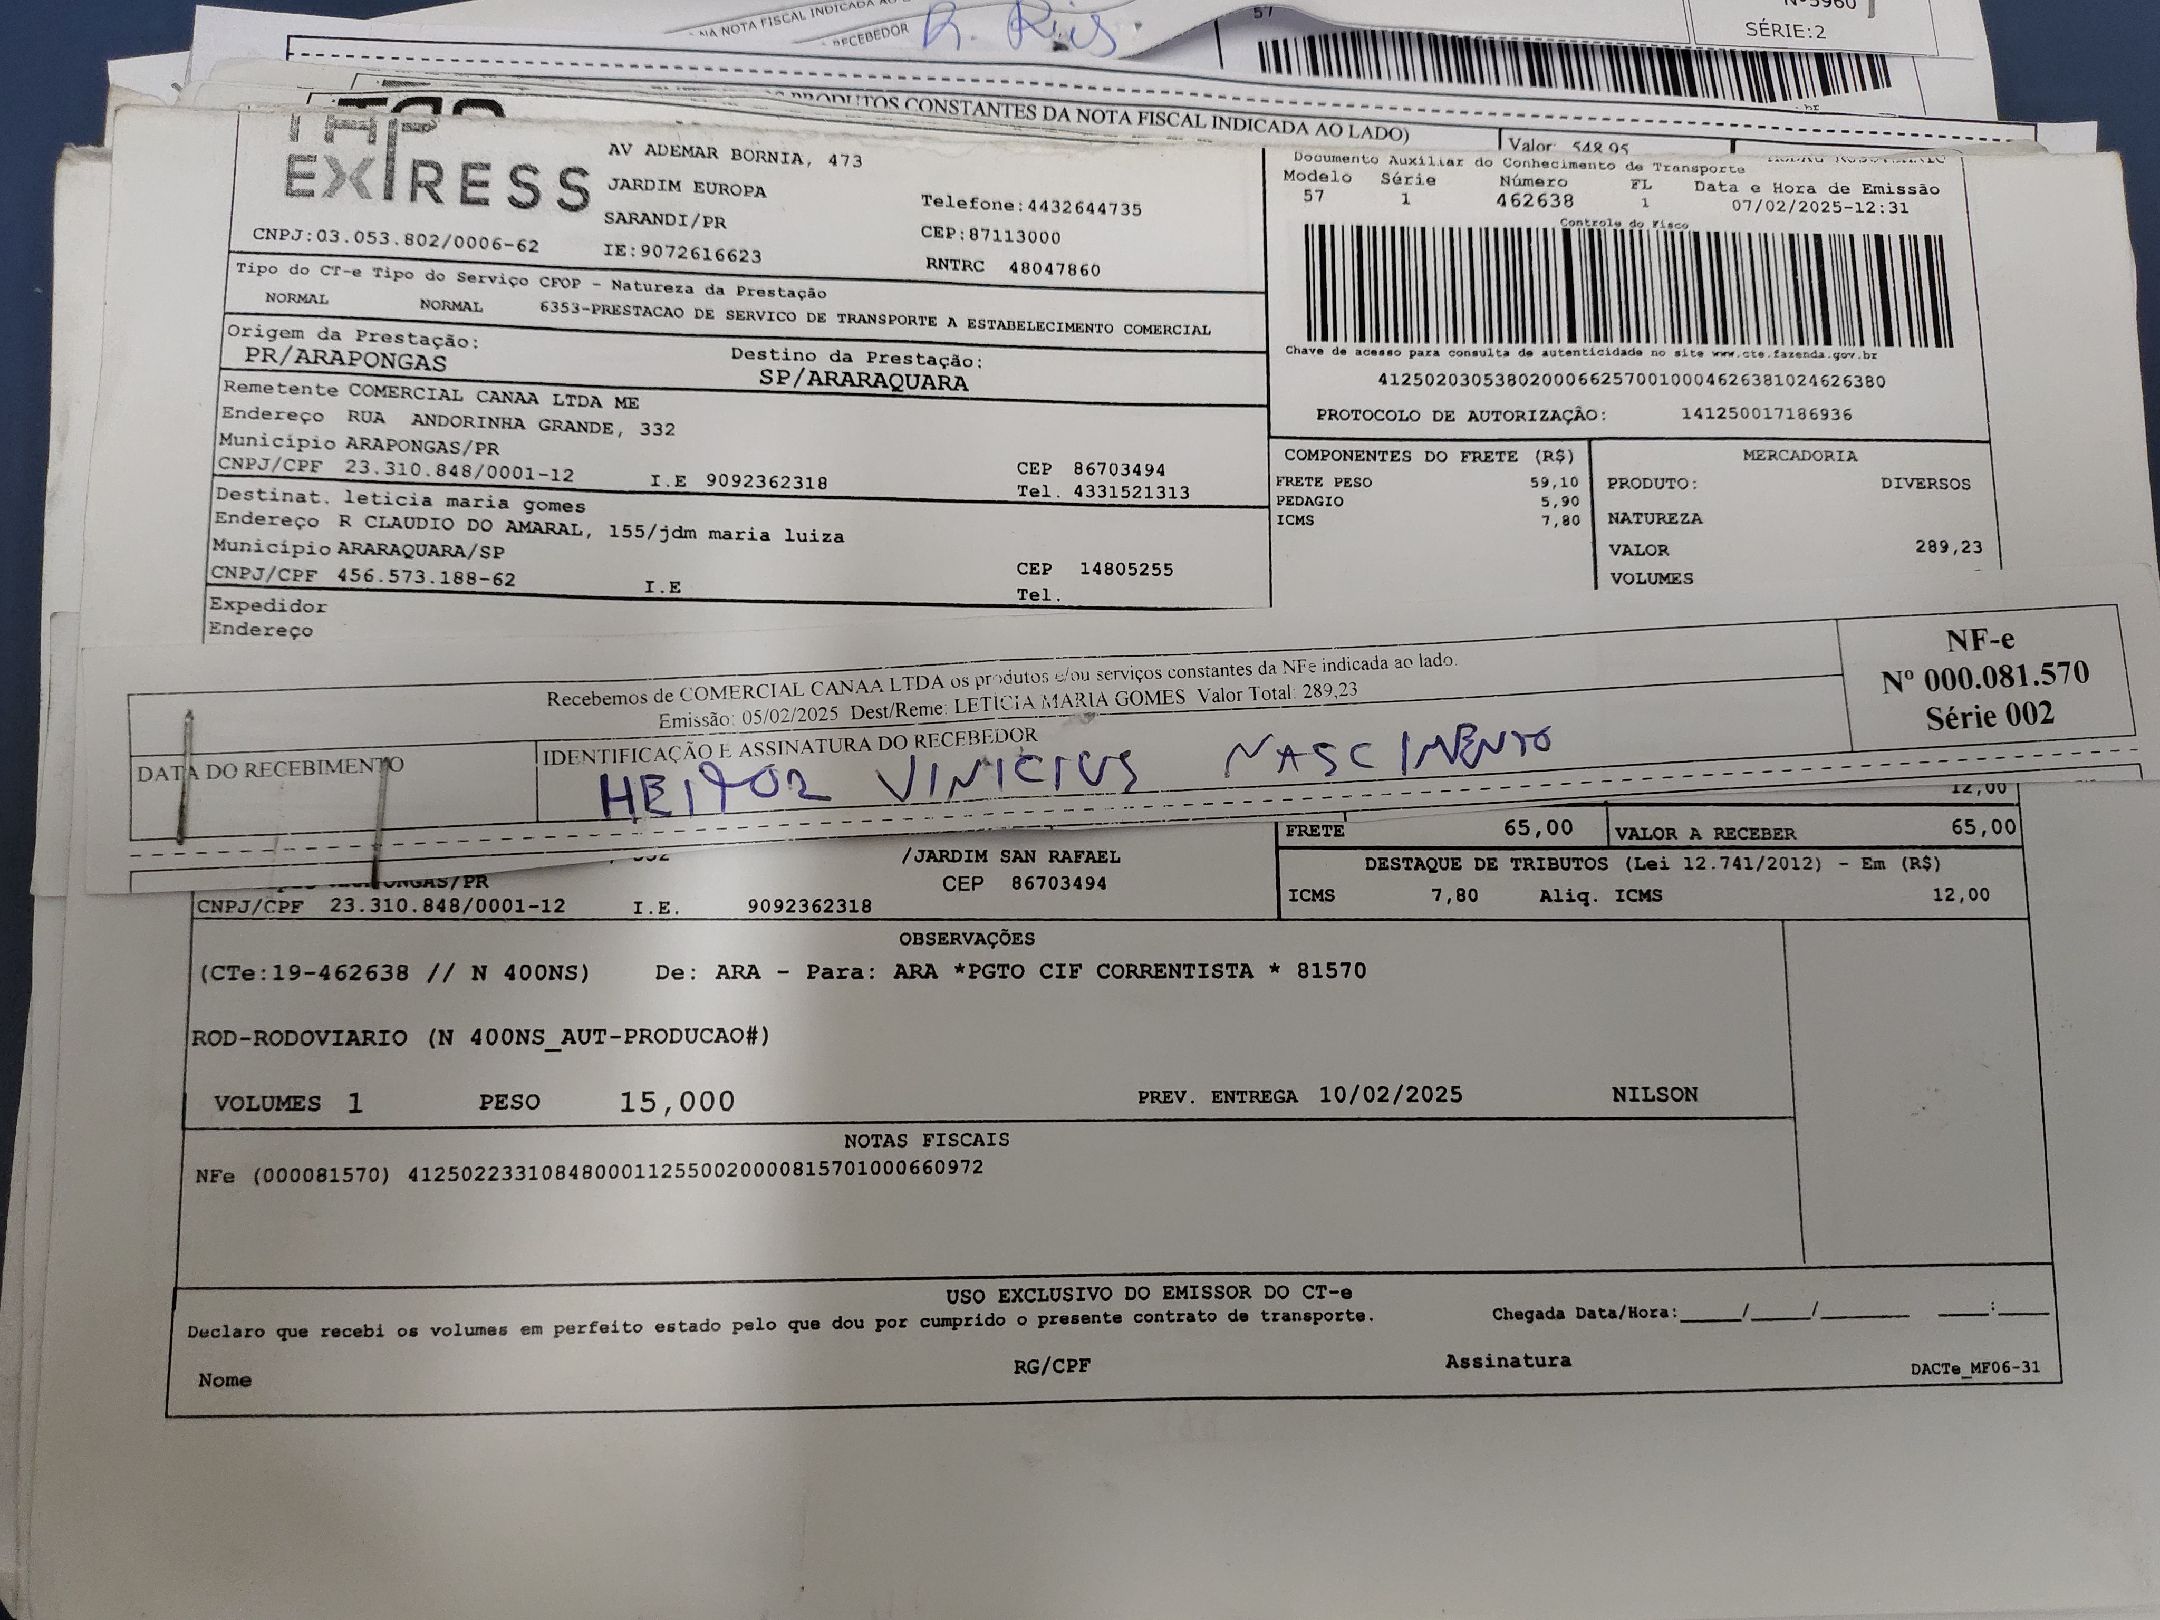 NA NOTA FISCAL INDICADA AO
RECEBEDOR R. Ris
57
SÉRIE:2
PRODUTOS CONSTANTES DA NOTA FISCAL INDICADA AO LADO)
Valor: 548,95
EXPRESS
AV ADEMAR BORNIA, 473
JARDIM EUROPA
SARANDI/PR
CNPJ:03.053.802/0006-62 IE:9072616623
Telefone:4432644735
CEP:87113000
RNTRC 48047860
Documento Auxiliar do Conhecimento de Transporte
Modelo Série Número FL Data e Hora de Emissão
57 1 462638 1 07/02/2025-12:31
Controle do Fisco
Tipo do CT-e Tipo do Serviço CFOP - Natureza da Prestação
NORMAL NORMAL 6353-PRESTACAO DE SERVICO DE TRANSPORTE A ESTABELECIMENTO COMERCIAL
Origem da Prestação: Destino da Prestação:
PR/ARAPONGAS SP/ARARAQUARA
Chave de acesso para consulta de autenticidade no site www.cte.fazenda.gov.br
41250203053802000662570010004626381024626380
PROTOCOLO DE AUTORIZAÇÃO: 141250017186936
Remetente COMERCIAL CANAA LTDA ME
Endereço RUA ANDORINHA GRANDE, 332
Município ARAPONGAS/PR CEP 86703494
CNPJ/CPF 23.310.848/0001-12 I.E 9092362318 Tel. 4331521313
Destinat. leticia maria gomes
Endereço R CLAUDIO DO AMARAL, 155/jdm maria luiza
Município ARARAQUARA/SP CEP 14805255
CNPJ/CPF 456.573.188-62 I.E Tel.
Expedidor
Endereço
COMPONENTES DO FRETE (R$)
FRETE PESO 59,10
PEDAGIO 5,90
ICMS 7,80
MERCADORIA
PRODUTO: DIVERSOS
NATUREZA
VALOR 289,23
VOLUMES
Recebemos de COMERCIAL CANAA LTDA os produtos e/ou serviços constantes da NFe indicada ao lado.
Emissão: 05/02/2025 Dest/Reme: LETICIA MARIA GOMES Valor Total: 289,23
NF-e
Nº 000.081.570
Série 002
DATA DO RECEBIMENTO
IDENTIFICAÇÃO E ASSINATURA DO RECEBEDOR
HEITOR VINICIUS NASCIMENTO
12,00
FRETE 65,00 VALOR A RECEBER 65,00
/JARDIM SAN RAFAEL
CEP 86703494
CNPJ/CPF 23.310.848/0001-12 I.E. 9092362318
DESTAQUE DE TRIBUTOS (Lei 12.741/2012) - Em (R$)
ICMS 7,80 Aliq. ICMS 12,00
OBSERVAÇÕES
(CTe:19-462638 // N 400NS) De: ARA - Para: ARA *PGTO CIF CORRENTISTA * 81570
ROD-RODOVIARIO (N 400NS_AUT-PRODUCAO#)
VOLUMES 1 PESO 15,000 PREV. ENTREGA 10/02/2025 NILSON
NOTAS FISCAIS
NFe (000081570) 41250223310848000112550020000815701000660972
USO EXCLUSIVO DO EMISSOR DO CT-e
Declaro que recebi os volumes em perfeito estado pelo que dou por cumprido o presente contrato de transporte. Chegada Data/Hora:____/____/______ ___:___
Nome RG/CPF Assinatura DACTe_MF06-31